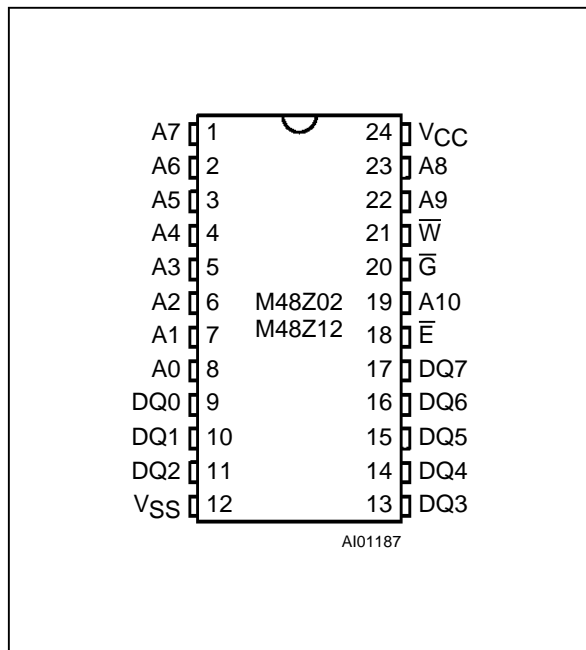 A7 1 24 VCC
A6 2 23 A8
A5 3 22 A9
A4 4 21 W̅
A3 5 20 G̅
A2 6 M48Z02 19 A10
A1 7 M48Z12 18 E̅
A0 8 17 DQ7
DQ0 9 16 DQ6
DQ1 10 15 DQ5
DQ2 11 14 DQ4
VSS 12 13 DQ3
AI01187